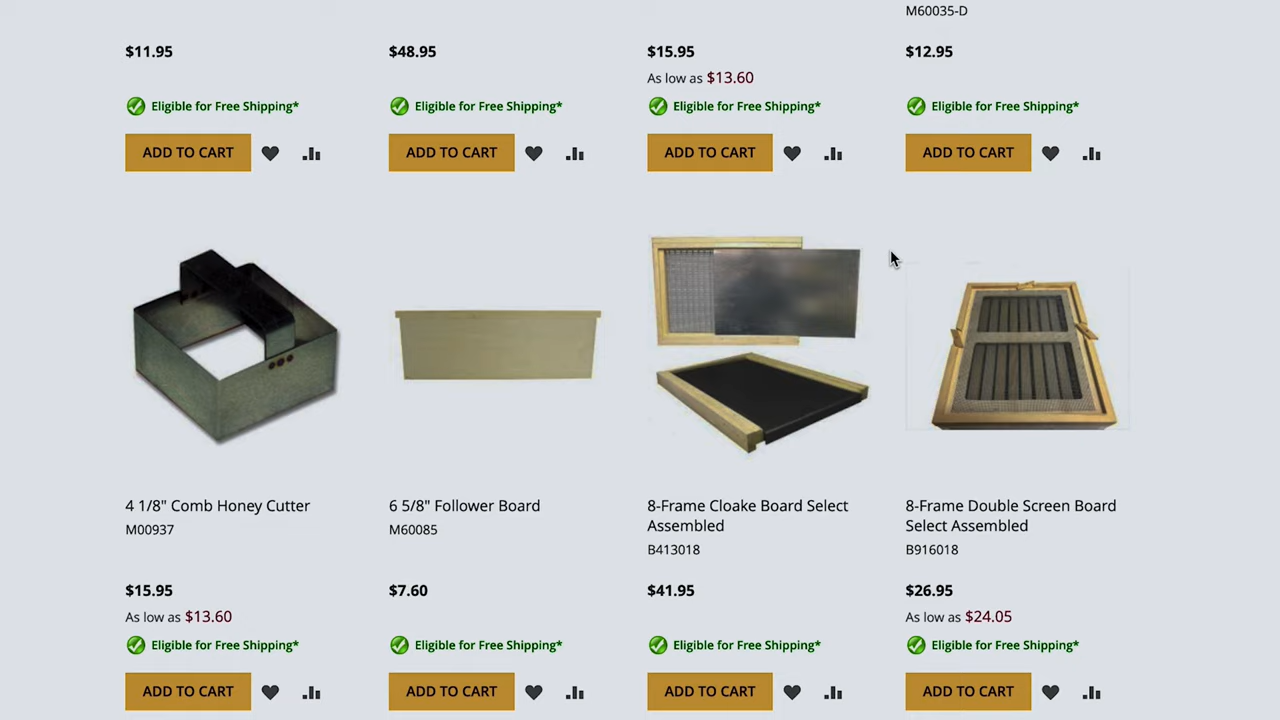 M60035-D
$11.95
$48.95
$15.95
$12.95
As low as $13.60
Eligible for Free Shipping*
Eligible for Free Shipping*
Eligible for Free Shipping*
Eligible for Free Shipping*
ADD TO CART
ADD TO CART
ADD TO CART
ADD TO CART
4 1/8" Comb Honey Cutter
M00937
6 5/8" Follower Board
M60085
8-Frame Cloake Board Select
Assembled
B413018
8-Frame Double Screen Board
Select Assembled
B916018
$15.95
$7.60
$41.95
$26.95
As low as $13.60
As low as $24.05
Eligible for Free Shipping*
Eligible for Free Shipping*
Eligible for Free Shipping*
Eligible for Free Shipping*
ADD TO CART
ADD TO CART
ADD TO CART
ADD TO CART